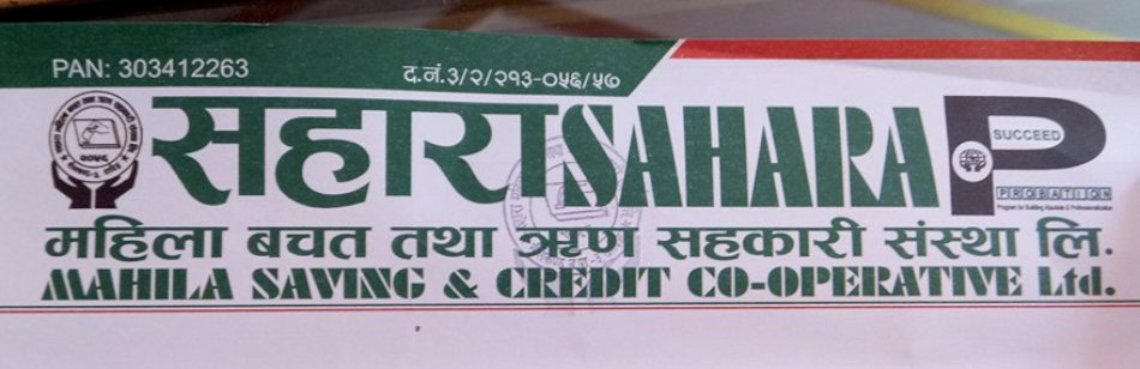 PAN: 303412263
द.नं.३/२/२१३-०५६/५७
सहारा SAHARA
SUCCEED
PROBATION
महिला बचत तथा ऋण सहकारी संस्था लि.
MAHILA SAVING & CREDIT CO-OPERATIVE Ltd.